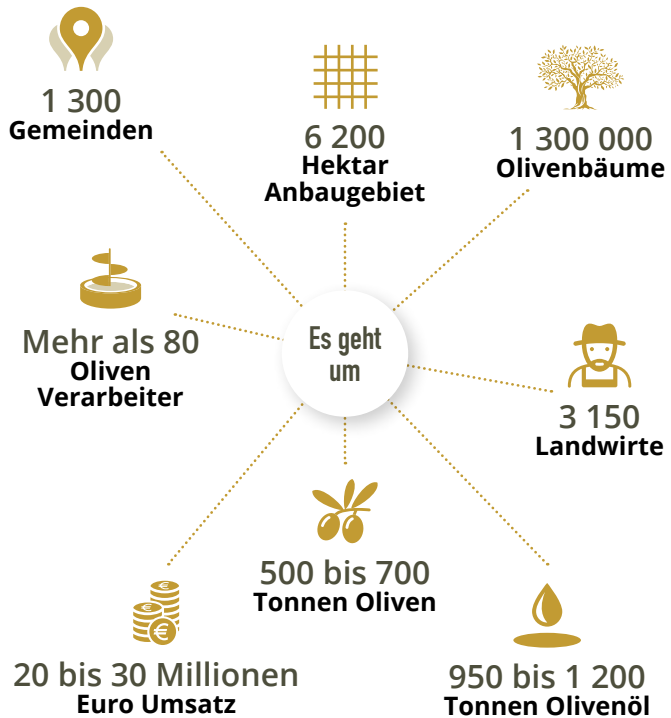 1 300
Gemeinden
6 200
Hektar
Anbaugebiet
1 300 000
Olivenbäume
Mehr als 80
Oliven
Verarbeiter
Es geht
um
3 150
Landwirte
500 bis 700
Tonnen Oliven
20 bis 30 Millionen
Euro Umsatz
950 bis 1 200
Tonnen Olivenöl